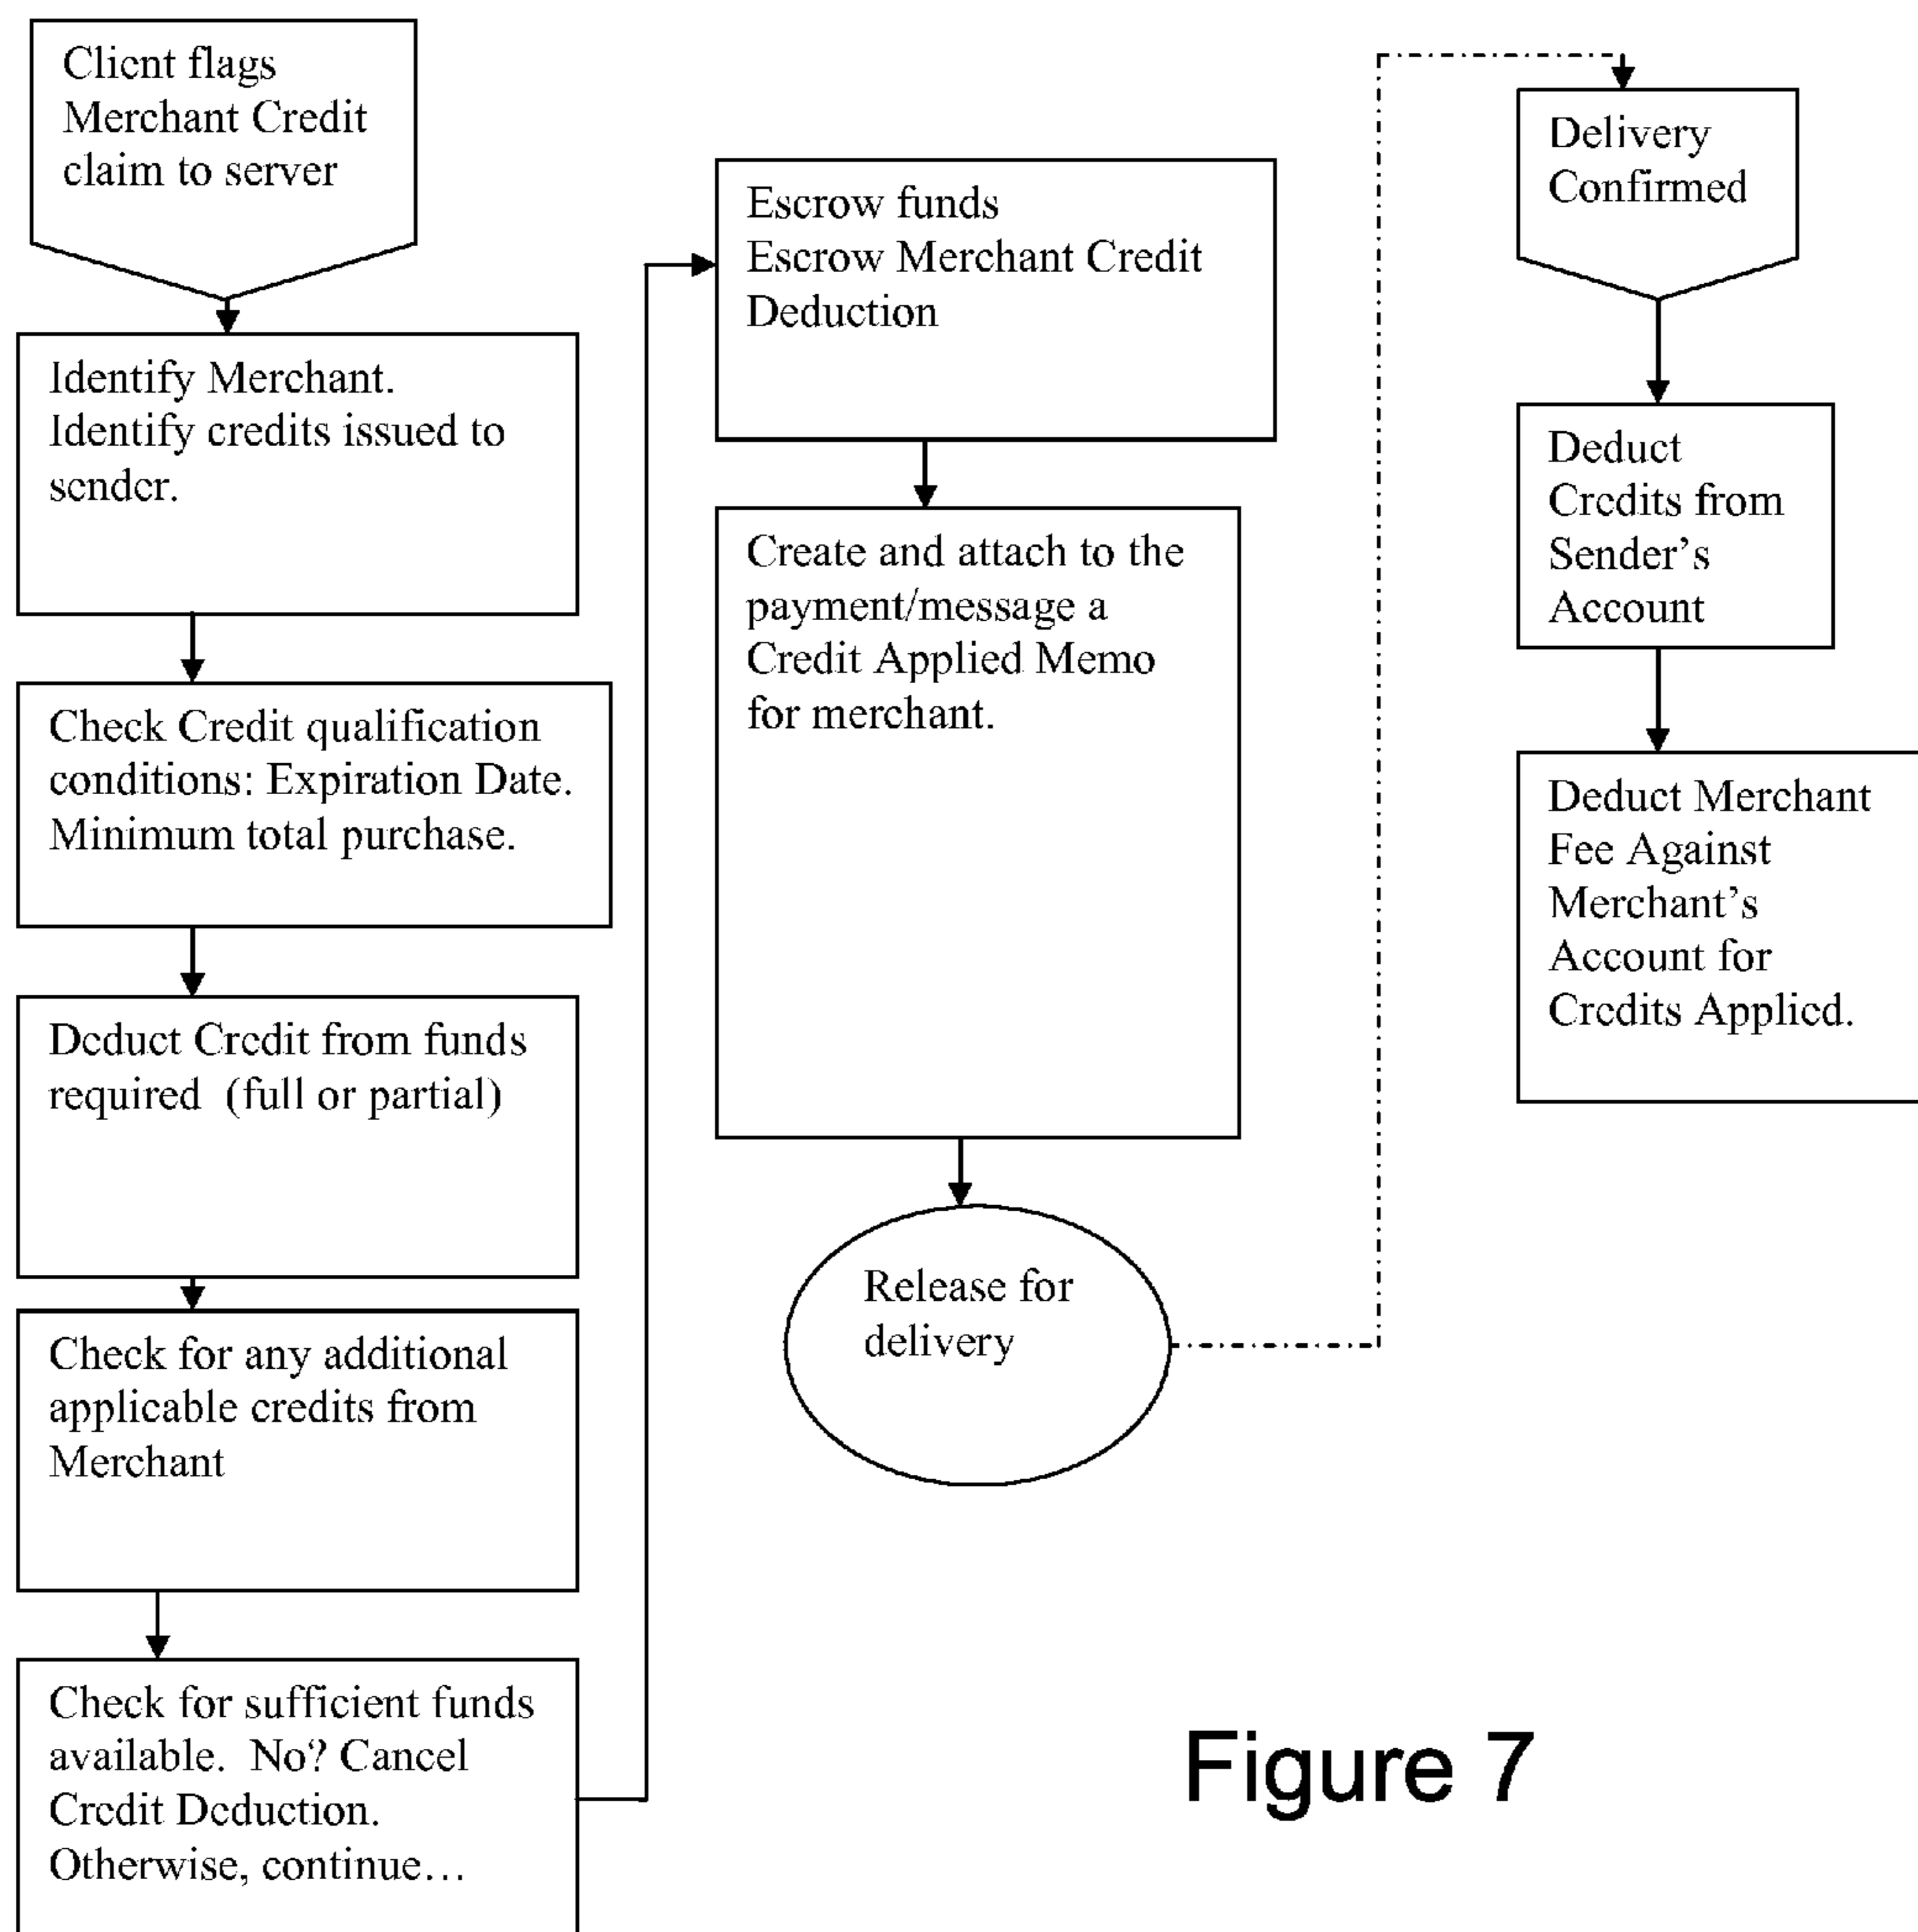 Client flags
Merchant Credit
claim to server
Identify Merchant.
Identify credits issued to
sender.
Check Credit qualification
conditions: Expiration Date.
Minimum total purchase.
Deduct Credit from funds
required (full or partial)
Check for any additional
applicable credits from
Merchant
Check for sufficient funds
available. No? Cancel
Credit Deduction.
Otherwise, continue…
Escrow funds
Escrow Merchant Credit
Deduction
Create and attach to the
payment/message a
Credit Applied Memo
for merchant.
Release for
delivery
Delivery
Confirmed
Deduct
Credits from
Sender’s
Account
Deduct Merchant
Fee Against
Merchant’s
Account for
Credits Applied.
Figure 7